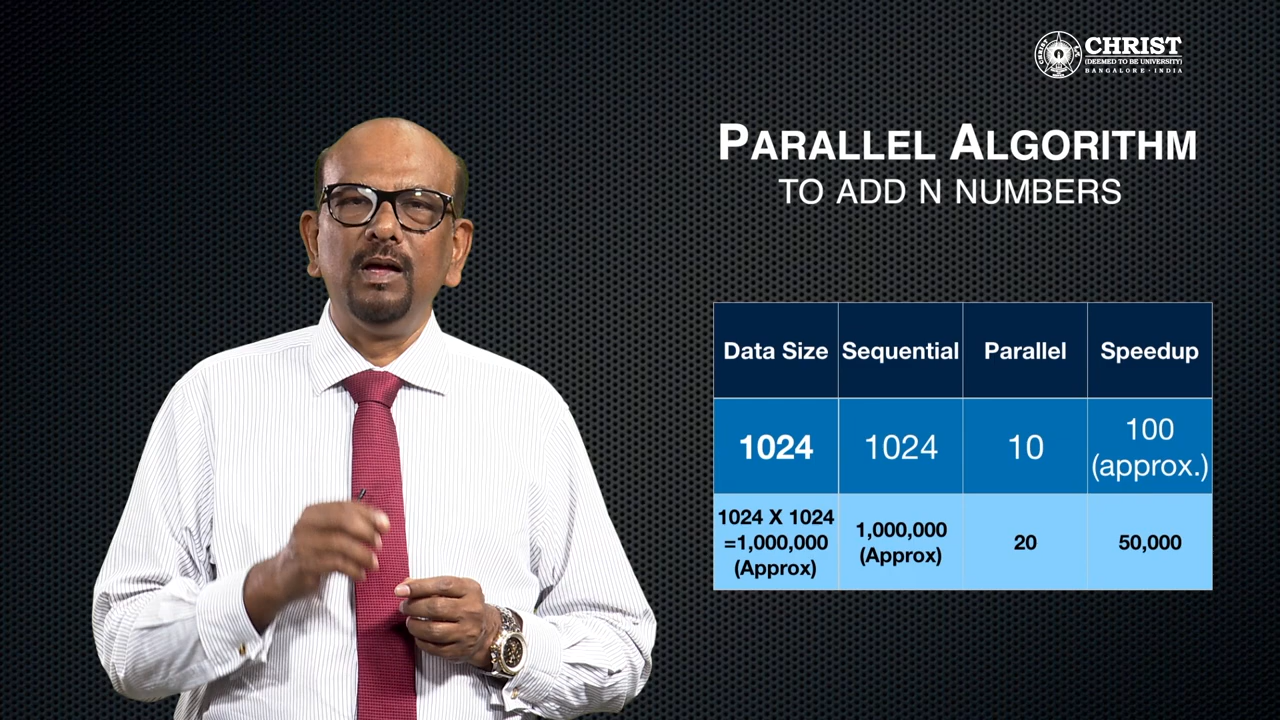 CHRIST
(DEEMED TO BE UNIVERSITY)
BANGALORE · INDIA
PARALLEL ALGORITHM
TO ADD N NUMBERS
Data Size Sequential Parallel Speedup
1024 1024 10 100
(approx.)
1024 X 1024
=1,000,000
(Approx)
1,000,000
(Approx)
20
50,000